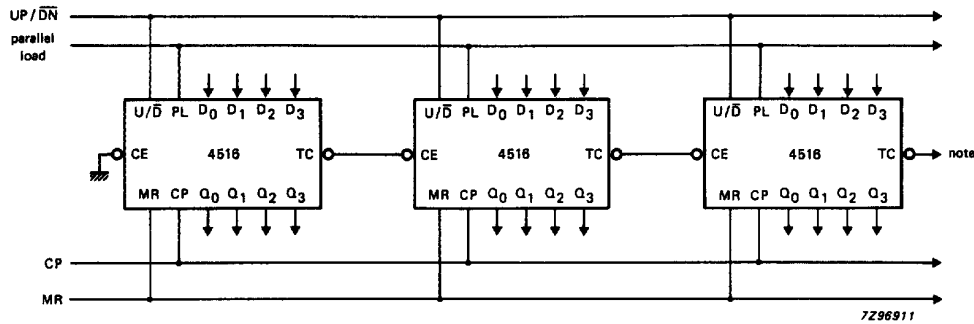 UP/D̅N̅
parallel
load
U/D̅ PL D0 D1 D2 D3
CE 4516 TC
MR CP Q0 Q1 Q2 Q3
U/D̅ PL D0 D1 D2 D3
CE 4516 TC
MR CP Q0 Q1 Q2 Q3
U/D̅ PL D0 D1 D2 D3
CE 4516 TC
MR CP Q0 Q1 Q2 Q3
note
CP
MR
7Z96911